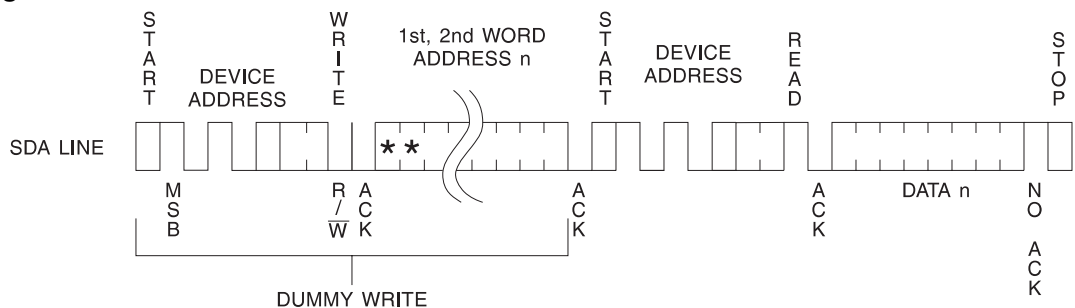 START
WRITE
1st, 2nd WORD
ADDRESS n
START
READ
STOP
DEVICE
ADDRESS
DEVICE
ADDRESS
SDA LINE
* *
MSB
R/W̅
ACK
ACK
ACK
DATA n
NO ACK
DUMMY WRITE